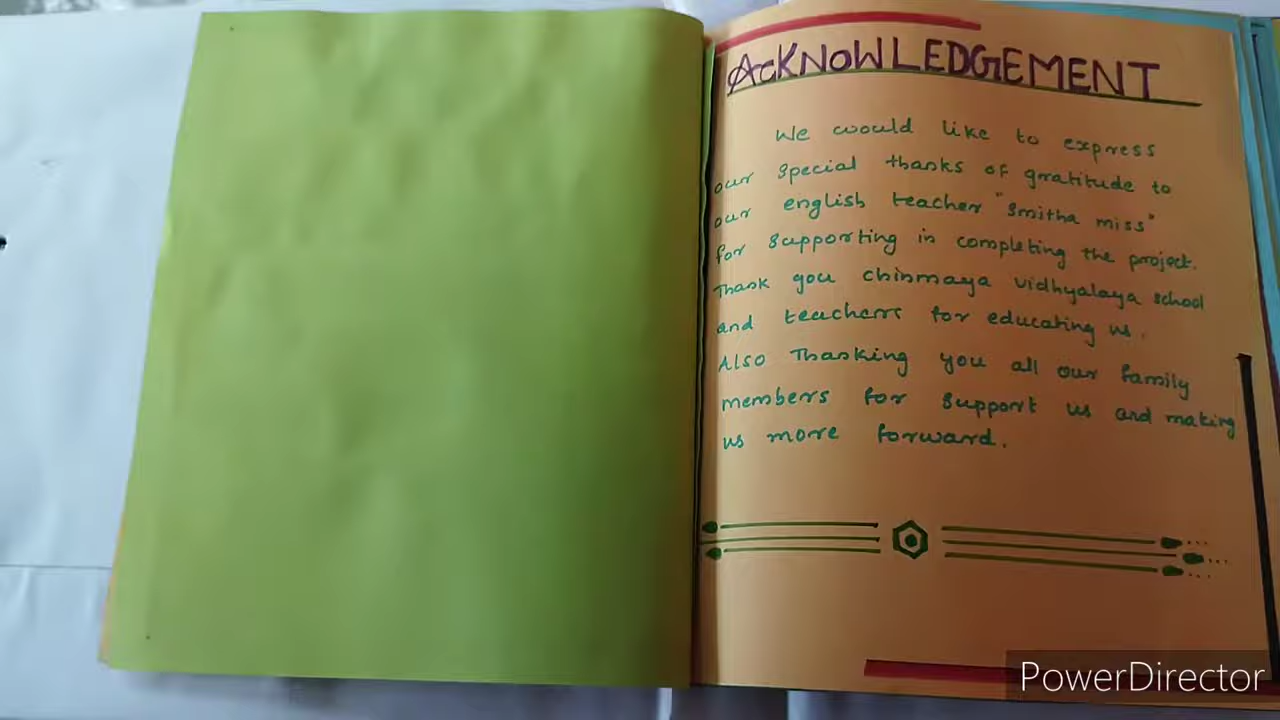 ACKNOWLEDGEMENT
We would like to express
our special thanks of gratitude to
our english teacher "smitha miss"
for supporting in completing the project.
Thank you chinmaya vidhyalaya school
and teachers for educating us.
Also Thanking you all our family
members for support us and making
us more forward.
PowerDirector